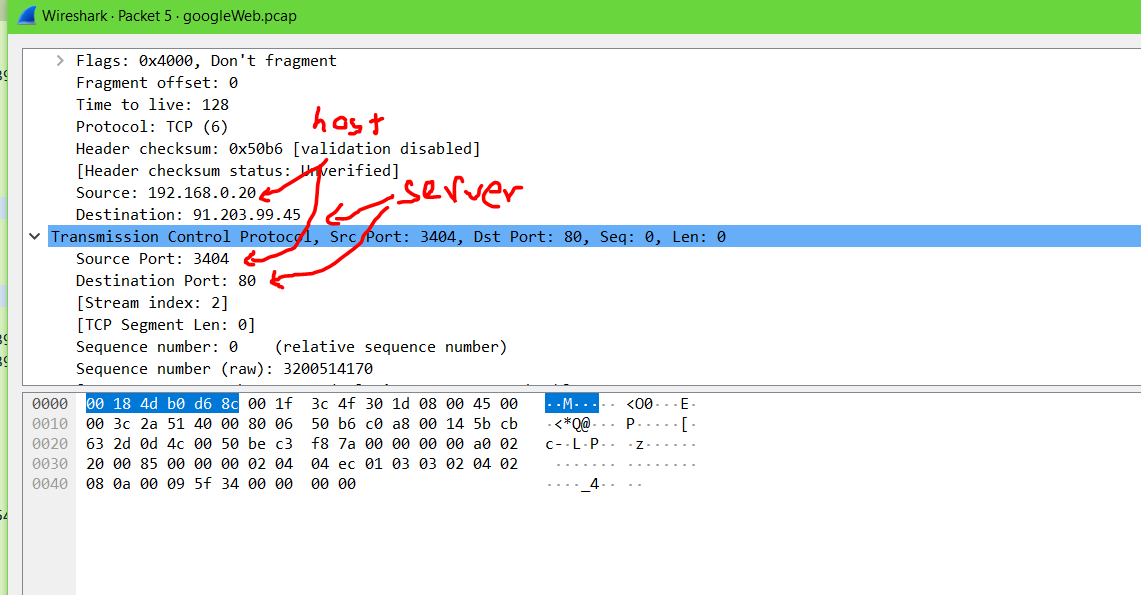 Wireshark · Packet 5 · googleWeb.pcap
Flags: 0x4000, Don't fragment
Fragment offset: 0
Time to live: 128
Protocol: TCP (6)
host
Header checksum: 0x50b6 [validation disabled]
[Header checksum status: Unverified]
Source: 192.168.0.20
server
Destination: 91.203.99.45
Transmission Control Protocol, Src Port: 3404, Dst Port: 80, Seq: 0, Len: 0
Source Port: 3404
Destination Port: 80
[Stream index: 2]
[TCP Segment Len: 0]
Sequence number: 0    (relative sequence number)
Sequence number (raw): 3200514170
0000 00 18 4d b0 d6 8c 00 1f 3c 4f 30 1d 08 00 45 00 ··M····· <O0···E·
0010 00 3c 2a 51 40 00 80 06 50 b6 c0 a8 00 14 5b cb ·<*Q@··· P·····[·
0020 63 2d 0d 4c 00 50 be c3 f8 7a 00 00 00 00 a0 02 c-·L·P·· ·z······
0030 20 00 85 00 00 00 02 04 04 ec 01 03 03 02 04 02 ······· ········
0040 08 0a 00 09 5f 34 00 00 00 00 ····_4·· ··